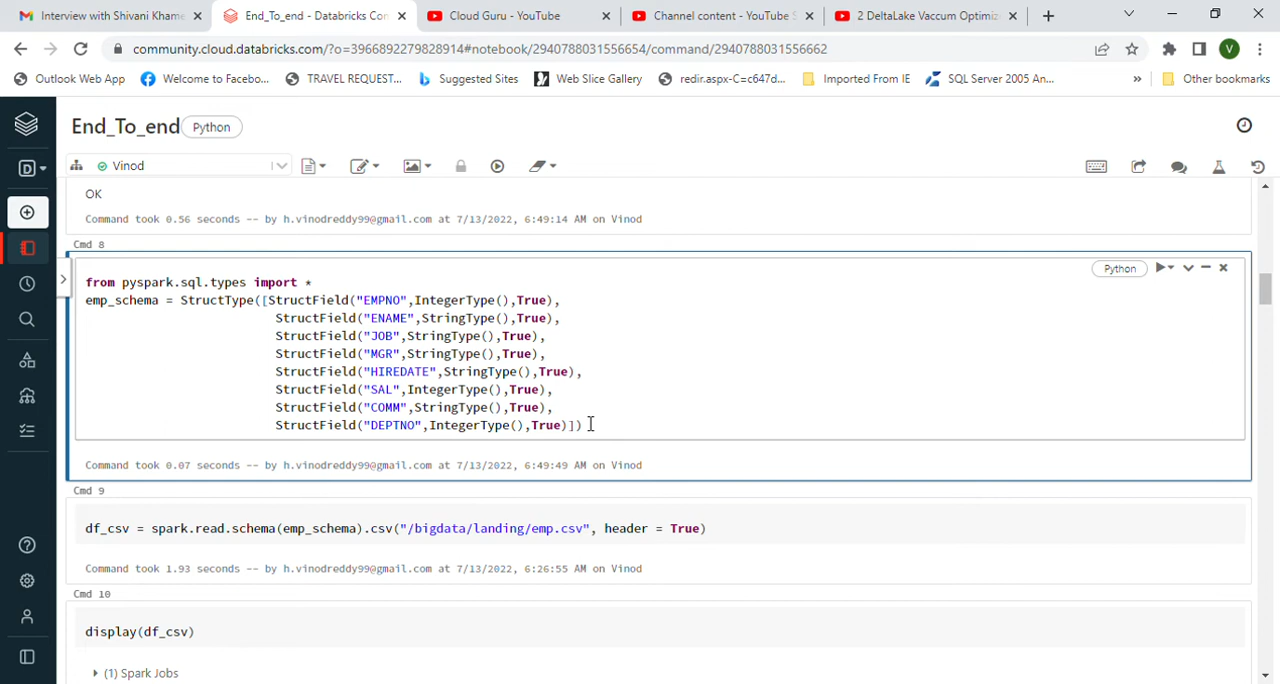 Interview with Shivani Khame
End_To_end - Databricks Con
Cloud Guru - YouTube
Channel content - YouTube S
2 DeltaLake Vaccum Optimiz
community.cloud.databricks.com/?o=3966892279828914#notebook/2940788031556654/command/2940788031556662
V
Outlook Web App
Welcome to Facebo...
TRAVEL REQUEST...
Suggested Sites
Web Slice Gallery
redir.aspx-C=c647d...
Imported From IE
SQL Server 2005 An...
»
Other bookmarks
End_To_end
Python
D
Vinod
OK
Command took 0.56 seconds -- by h.vinodreddy99@gmail.com at 7/13/2022, 6:49:14 AM on Vinod
Cmd 8
Python
from pyspark.sql.types import *
emp_schema = StructType([StructField("EMPNO",IntegerType(),True),
StructField("ENAME",StringType(),True),
StructField("JOB",StringType(),True),
StructField("MGR",StringType(),True),
StructField("HIREDATE",StringType(),True),
StructField("SAL",IntegerType(),True),
StructField("COMM",StringType(),True),
StructField("DEPTNO",IntegerType(),True)])
Command took 0.07 seconds -- by h.vinodreddy99@gmail.com at 7/13/2022, 6:49:49 AM on Vinod
Cmd 9
df_csv = spark.read.schema(emp_schema).csv("/bigdata/landing/emp.csv", header = True)
Command took 1.93 seconds -- by h.vinodreddy99@gmail.com at 7/13/2022, 6:26:55 AM on Vinod
Cmd 10
display(df_csv)
(1) Spark Jobs